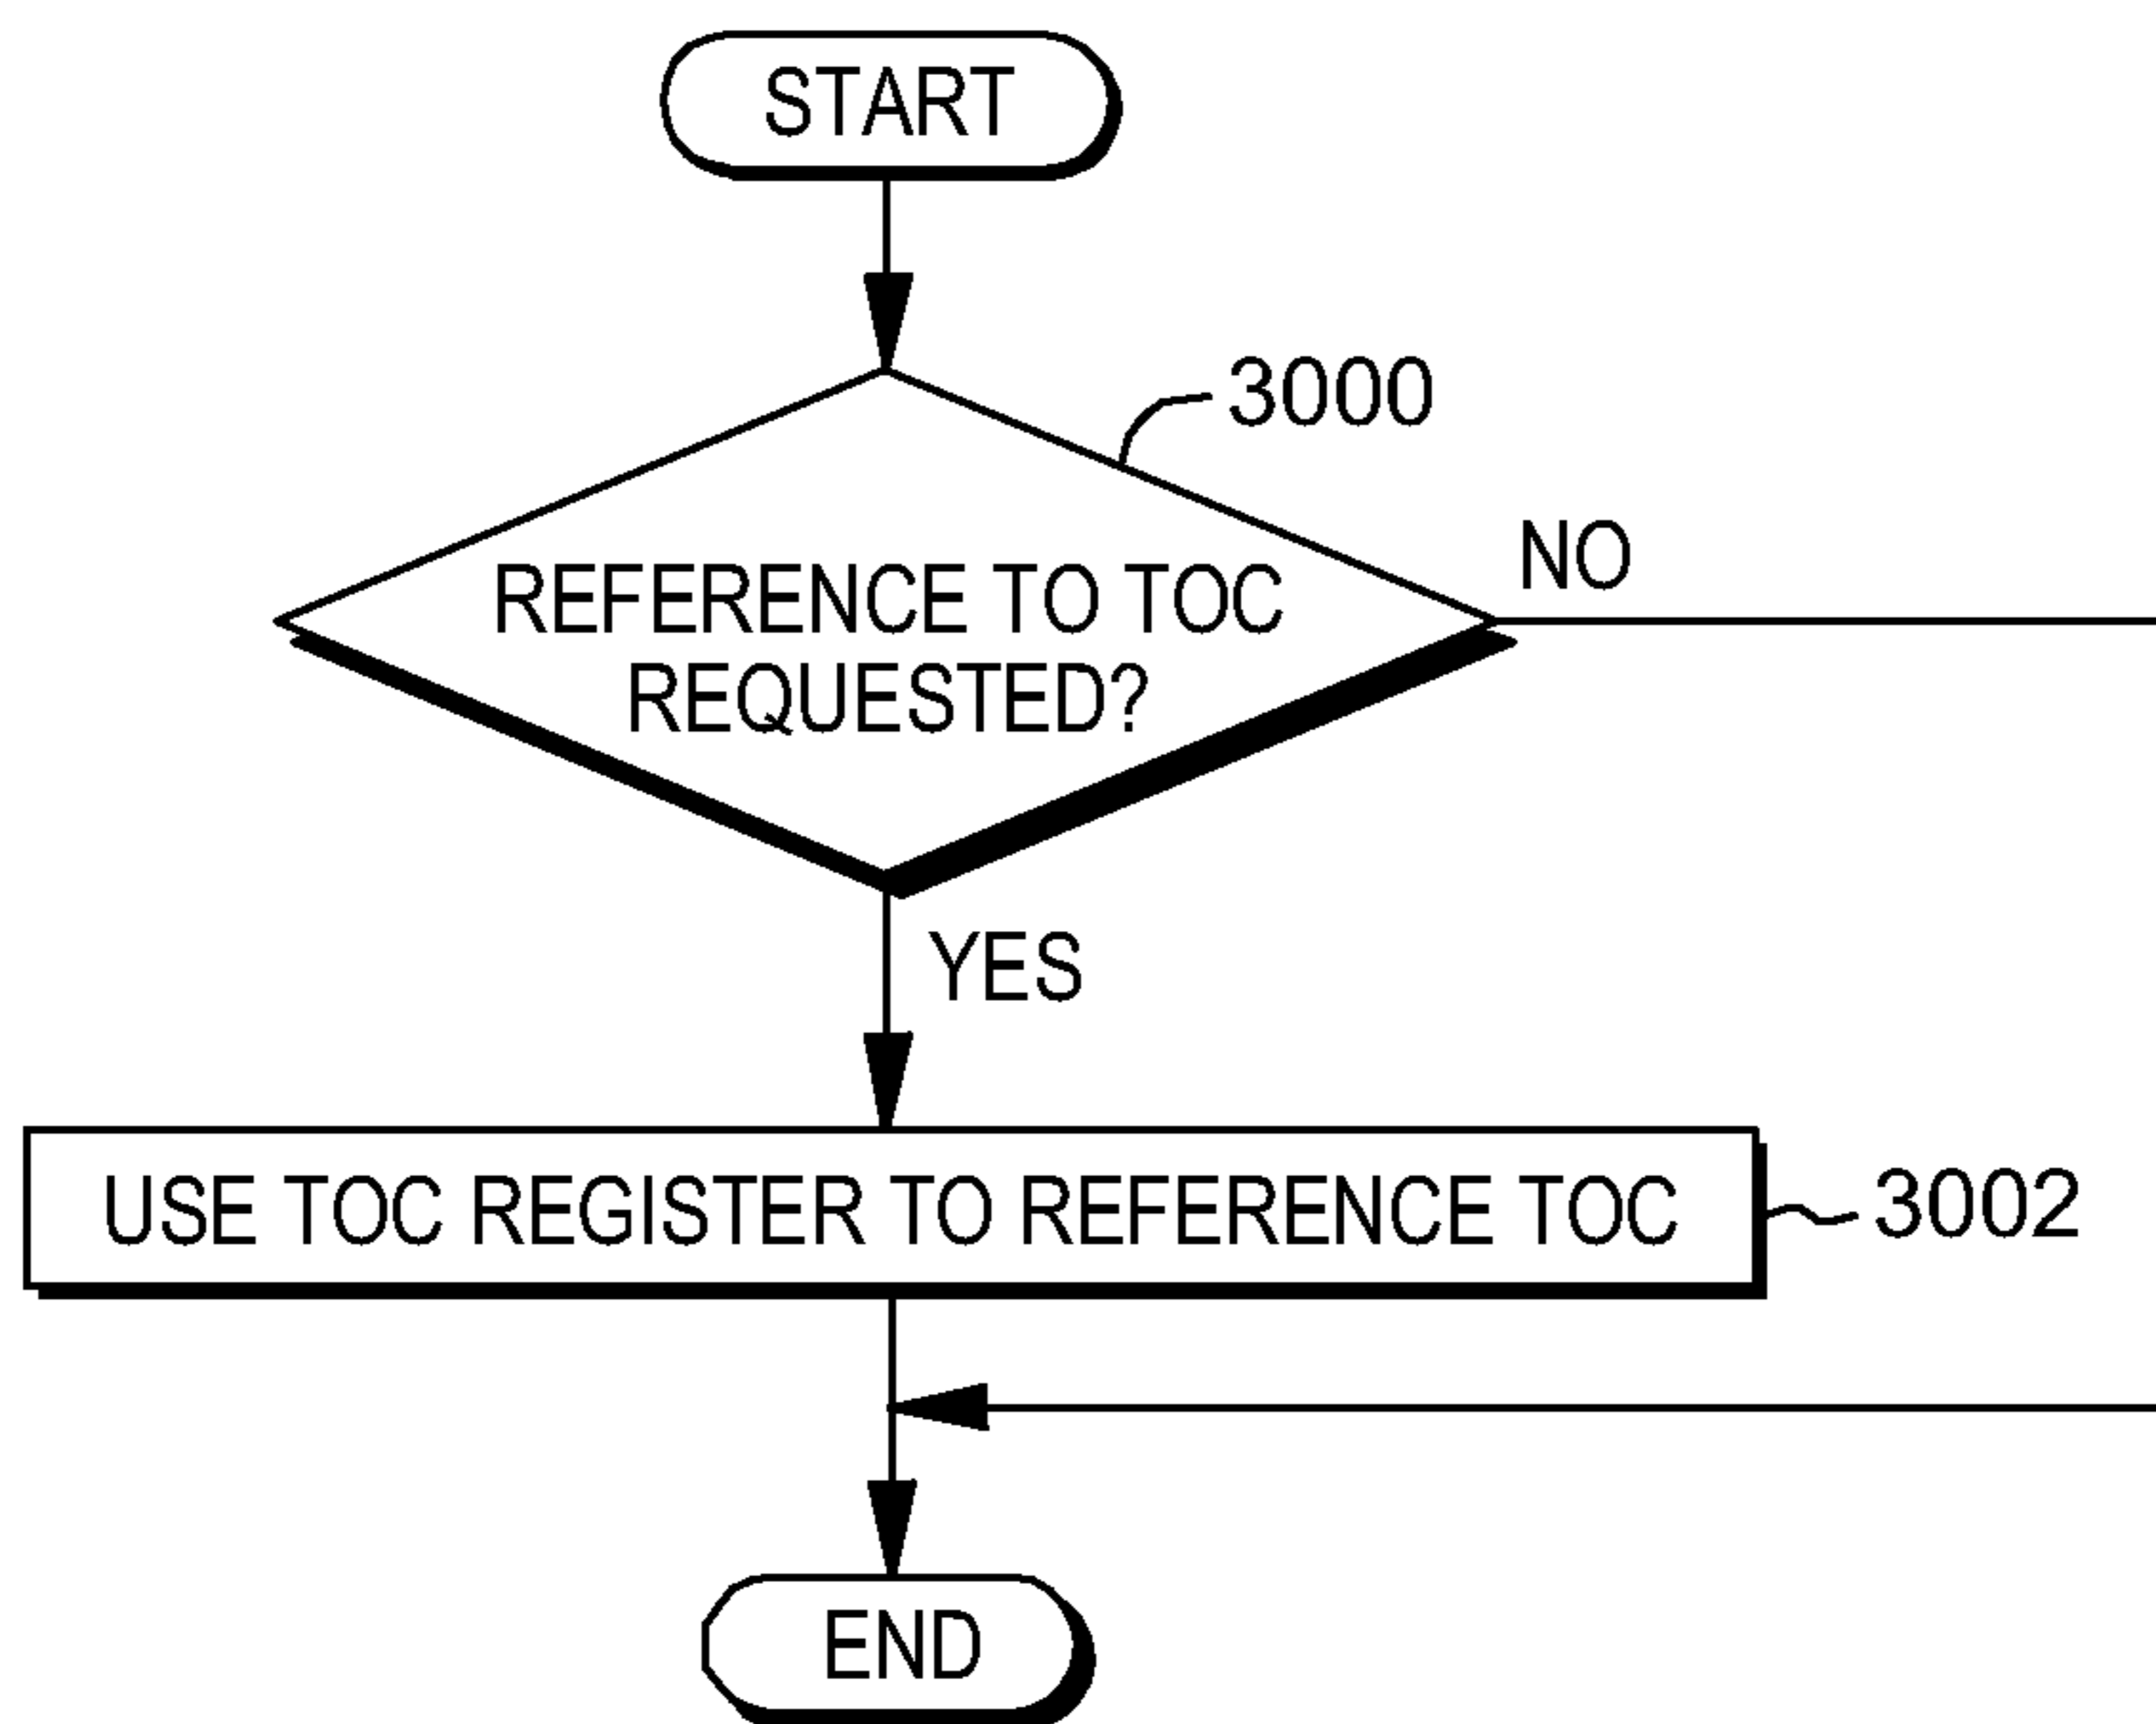 START
3000
NO
REFERENCE TO TOC
REQUESTED?
YES
USE TOC REGISTER TO REFERENCE TOC
3002
END